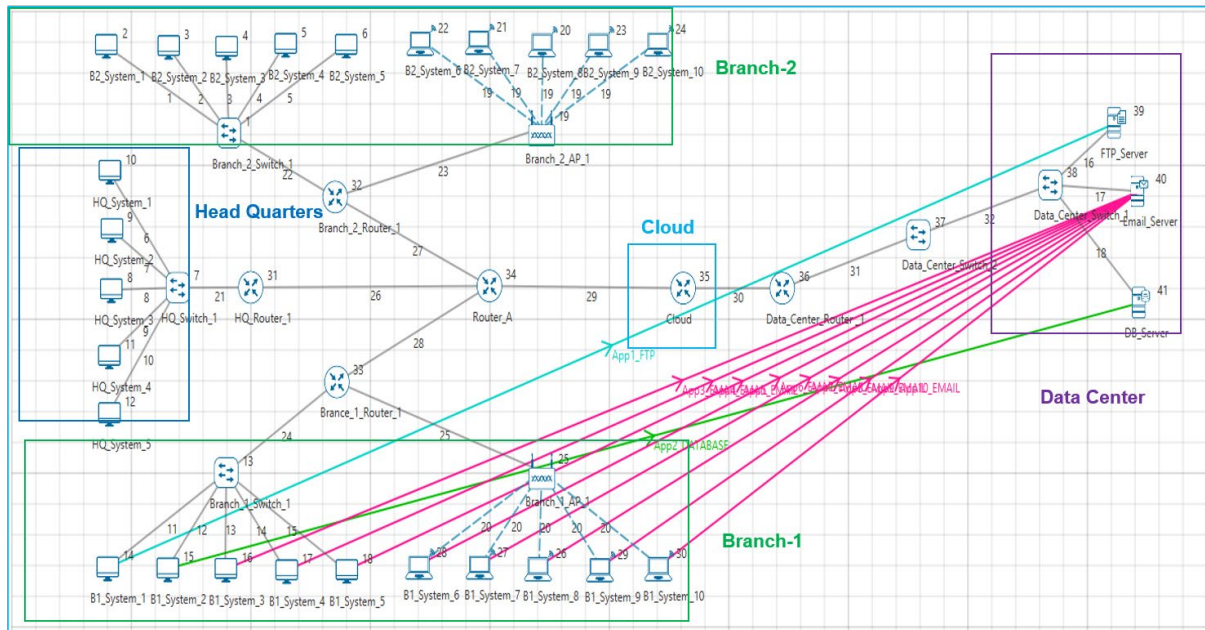 2
3
4
5
6
22
21
20
23
24
B2_System_1
B2_System_2
B2_System_3
B2_System_4
B2_System_5
B2_System_6
B2_System_7
B2_System_8
B2_System_9
B2_System_10
Branch-2
1
2
3
4
5
19
19
19
19
19
1
19
Branch_2_Switch_1
Branch_2_AP_1
22
23
32
Branch_2_Router_1
27
Head Quarters
10
HQ_System_1
9
HQ_System_2
8
HQ_System_3
11
HQ_System_4
12
HQ_System_5
6
7
8
9
10
7
HQ_Switch_1
21
31
HQ_Router_1
26
34
Router_A
29
28
Cloud
35
Cloud
30
36
Data_Center_Router_1
31
37
Data_Center_Switch_2
32
38
Data_Center_Switch_1
16
17
18
39
FTP_Server
40
Email_Server
41
DB_Server
Data Center
33
Brance_1_Router_1
24
25
App1_FTP
App2_DATABASE
13
Branch_1_Switch_1
25
Branch_1_AP_1
11
12
13
14
15
20
20
20
20
20
Branch-1
14
15
16
17
18
28
27
26
29
30
B1_System_1
B1_System_2
B1_System_3
B1_System_4
B1_System_5
B1_System_6
B1_System_7
B1_System_8
B1_System_9
B1_System_10